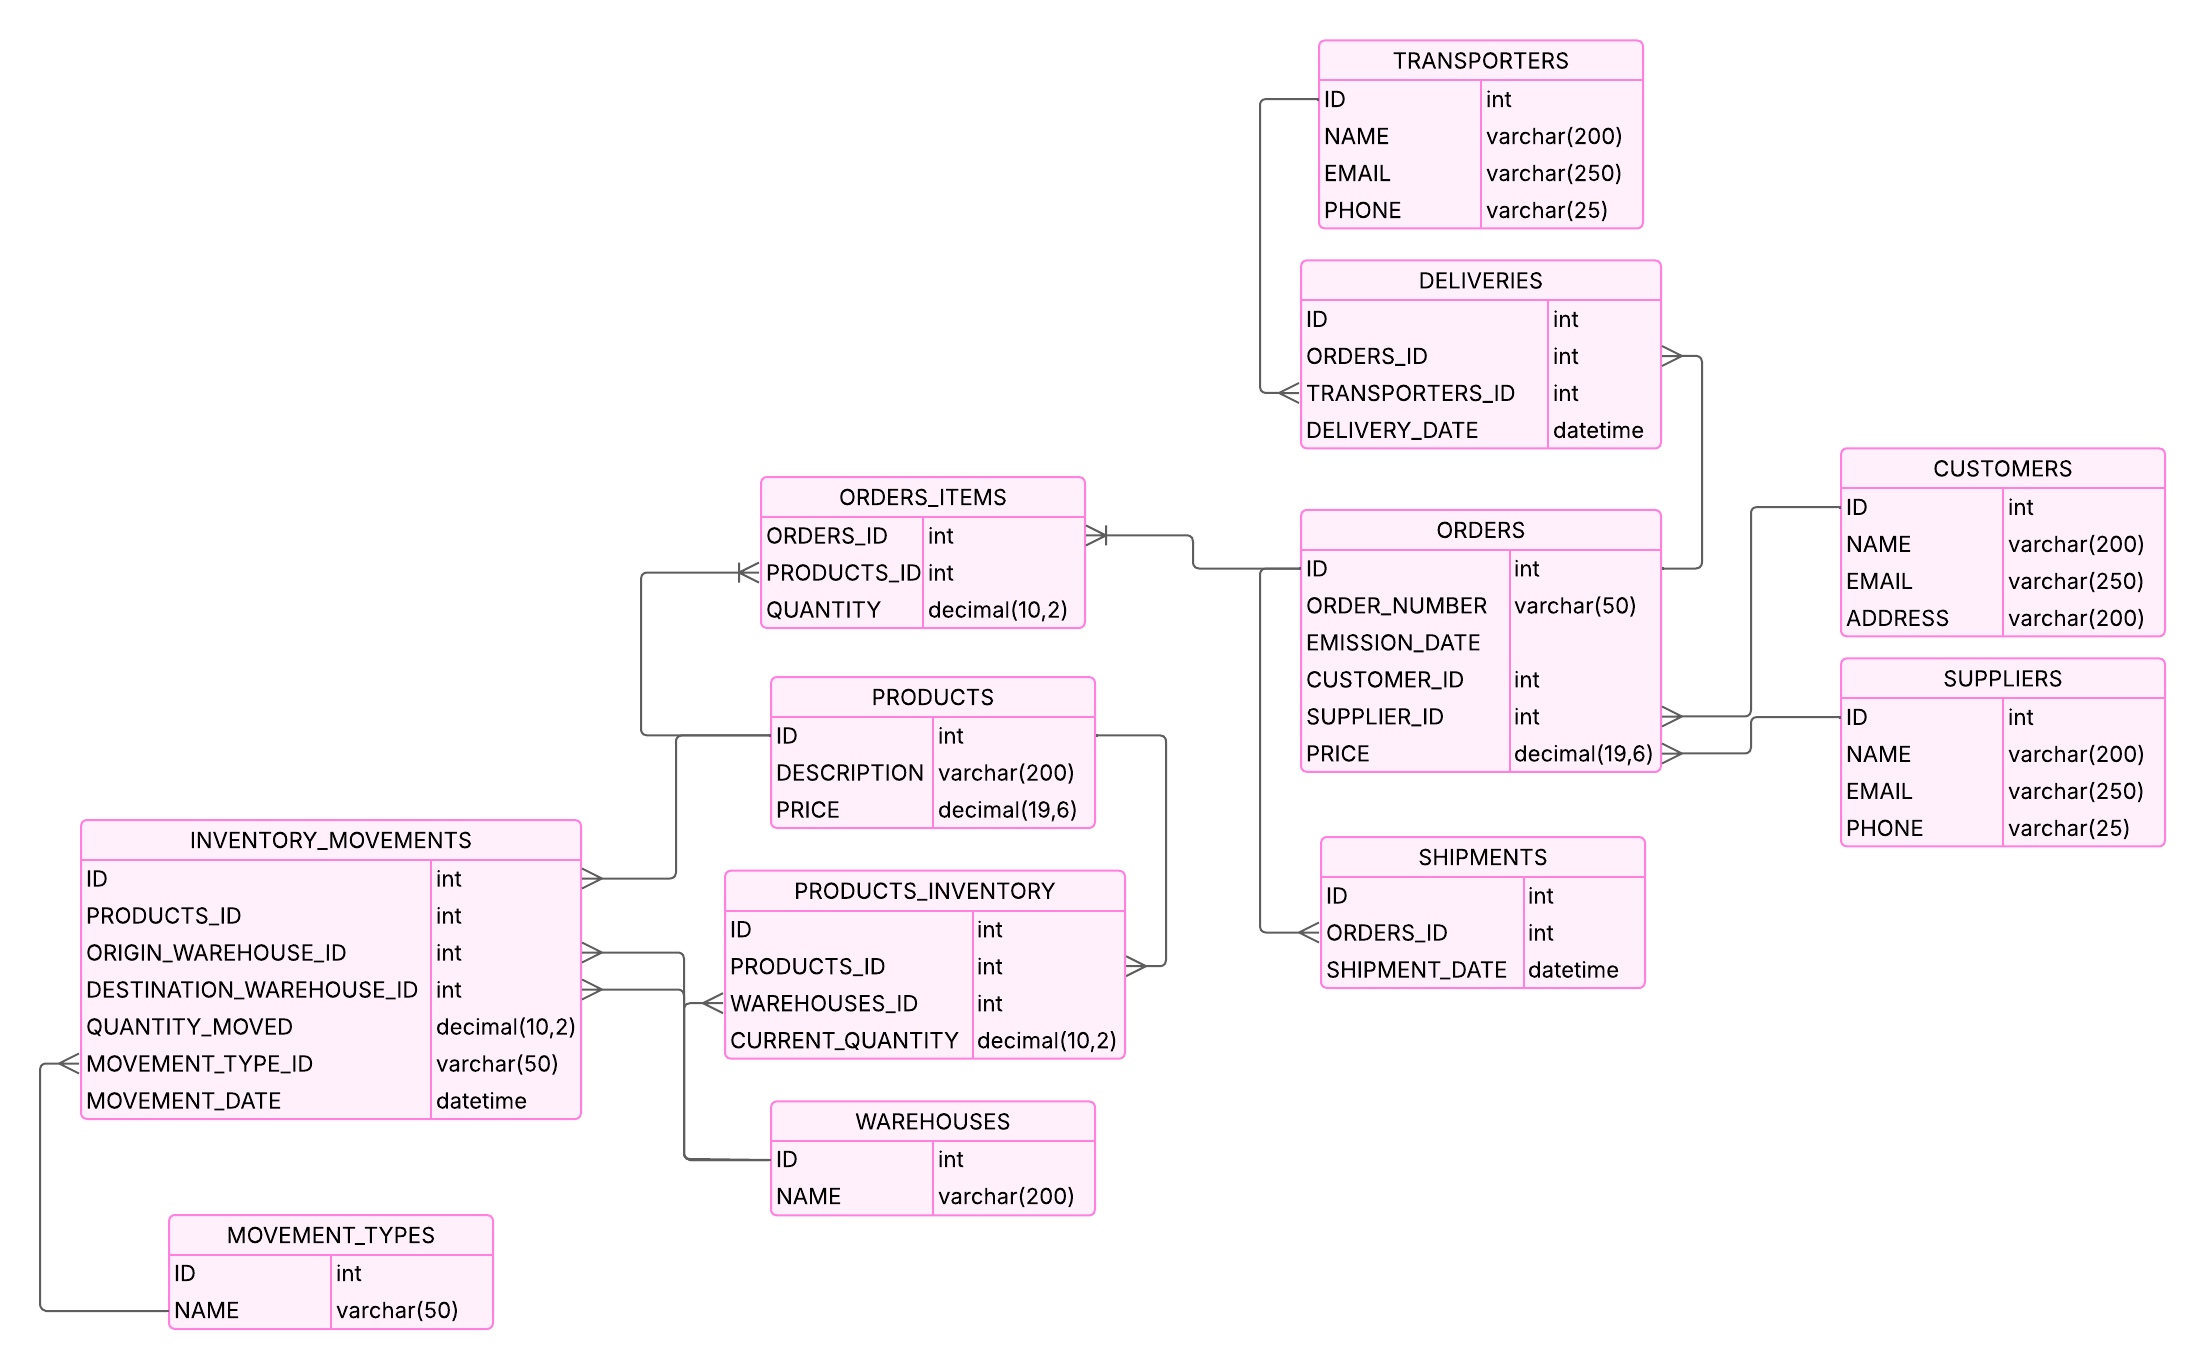 TRANSPORTERS
ID int
NAME varchar(200)
EMAIL varchar(250)
PHONE varchar(25)
DELIVERIES
ID int
ORDERS_ID int
TRANSPORTERS_ID int
DELIVERY_DATE datetime
CUSTOMERS
ID int
NAME varchar(200)
EMAIL varchar(250)
ADDRESS varchar(200)
ORDERS_ITEMS
ORDERS_ID int
PRODUCTS_ID int
QUANTITY decimal(10,2)
ORDERS
ID int
ORDER_NUMBER varchar(50)
EMISSION_DATE
CUSTOMER_ID int
SUPPLIER_ID int
PRICE decimal(19,6)
SUPPLIERS
ID int
NAME varchar(200)
EMAIL varchar(250)
PHONE varchar(25)
PRODUCTS
ID int
DESCRIPTION varchar(200)
PRICE decimal(19,6)
INVENTORY_MOVEMENTS
ID int
PRODUCTS_ID int
ORIGIN_WAREHOUSE_ID int
DESTINATION_WAREHOUSE_ID int
QUANTITY_MOVED decimal(10,2)
MOVEMENT_TYPE_ID varchar(50)
MOVEMENT_DATE datetime
PRODUCTS_INVENTORY
ID int
PRODUCTS_ID int
WAREHOUSES_ID int
CURRENT_QUANTITY decimal(10,2)
SHIPMENTS
ID int
ORDERS_ID int
SHIPMENT_DATE datetime
WAREHOUSES
ID int
NAME varchar(200)
MOVEMENT_TYPES
ID int
NAME varchar(50)